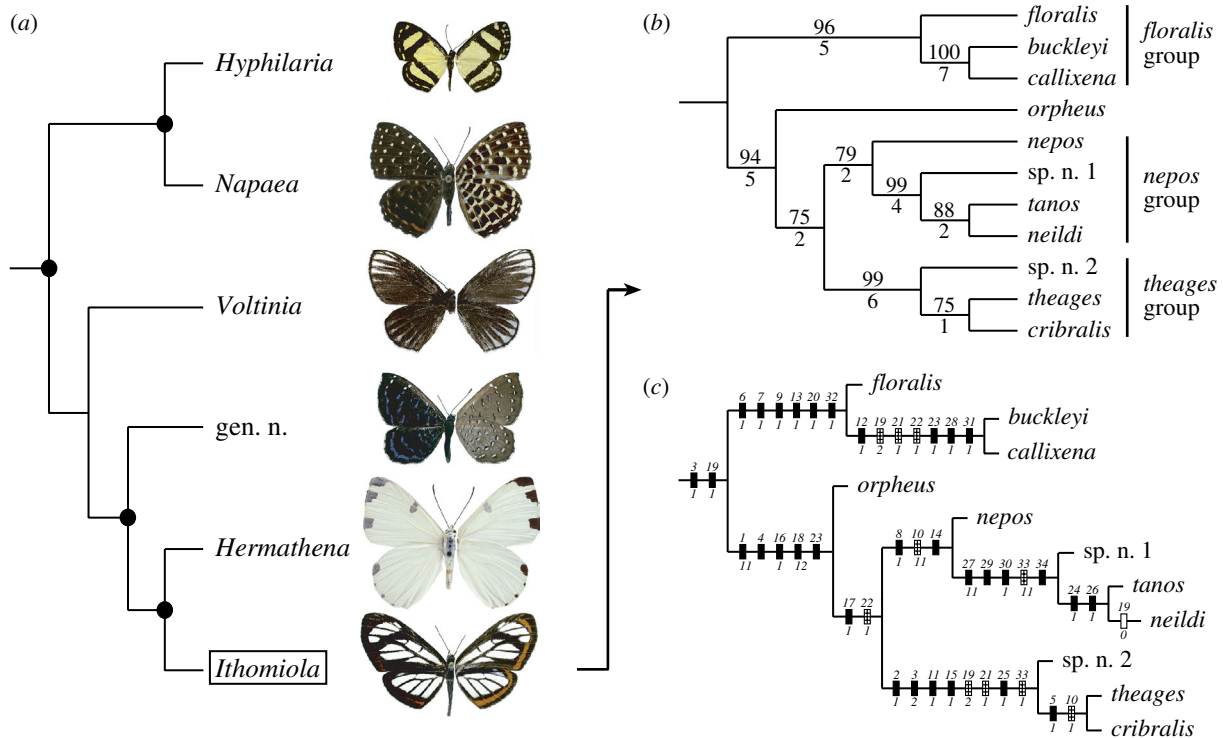 (a)
Hyphilaria
Napaea
Voltinia
gen. n.
Hermathena
Ithomiola
(b)
floralis
buckleyi
callixena
orpheus
nepos
sp. n. 1
tanos
neildi
sp. n. 2
theages
cribralis
floralis
group
nepos
group
theages
group
96
5
100
7
94
5
79
2
99
4
88
2
75
2
99
6
75
1
(c)
floralis
buckleyi
callixena
orpheus
nepos
sp. n. 1
tanos
neildi
sp. n. 2
theages
cribralis
6 7 9 13 20 32
1 1 1 1 1 1
12 19 21 22 23 28 31
1 2 1 1 1 1 1
3 19
1 1
1 4 16 18 23
11 1 12
17 22
1 1
8 10 14
1 11
27 29 30 33 34
11 1 11
24 26
1 1
19
0
2 3 11 15 19 21 25 33
1 2 1 1 2 1 1 1
5 10
1 1